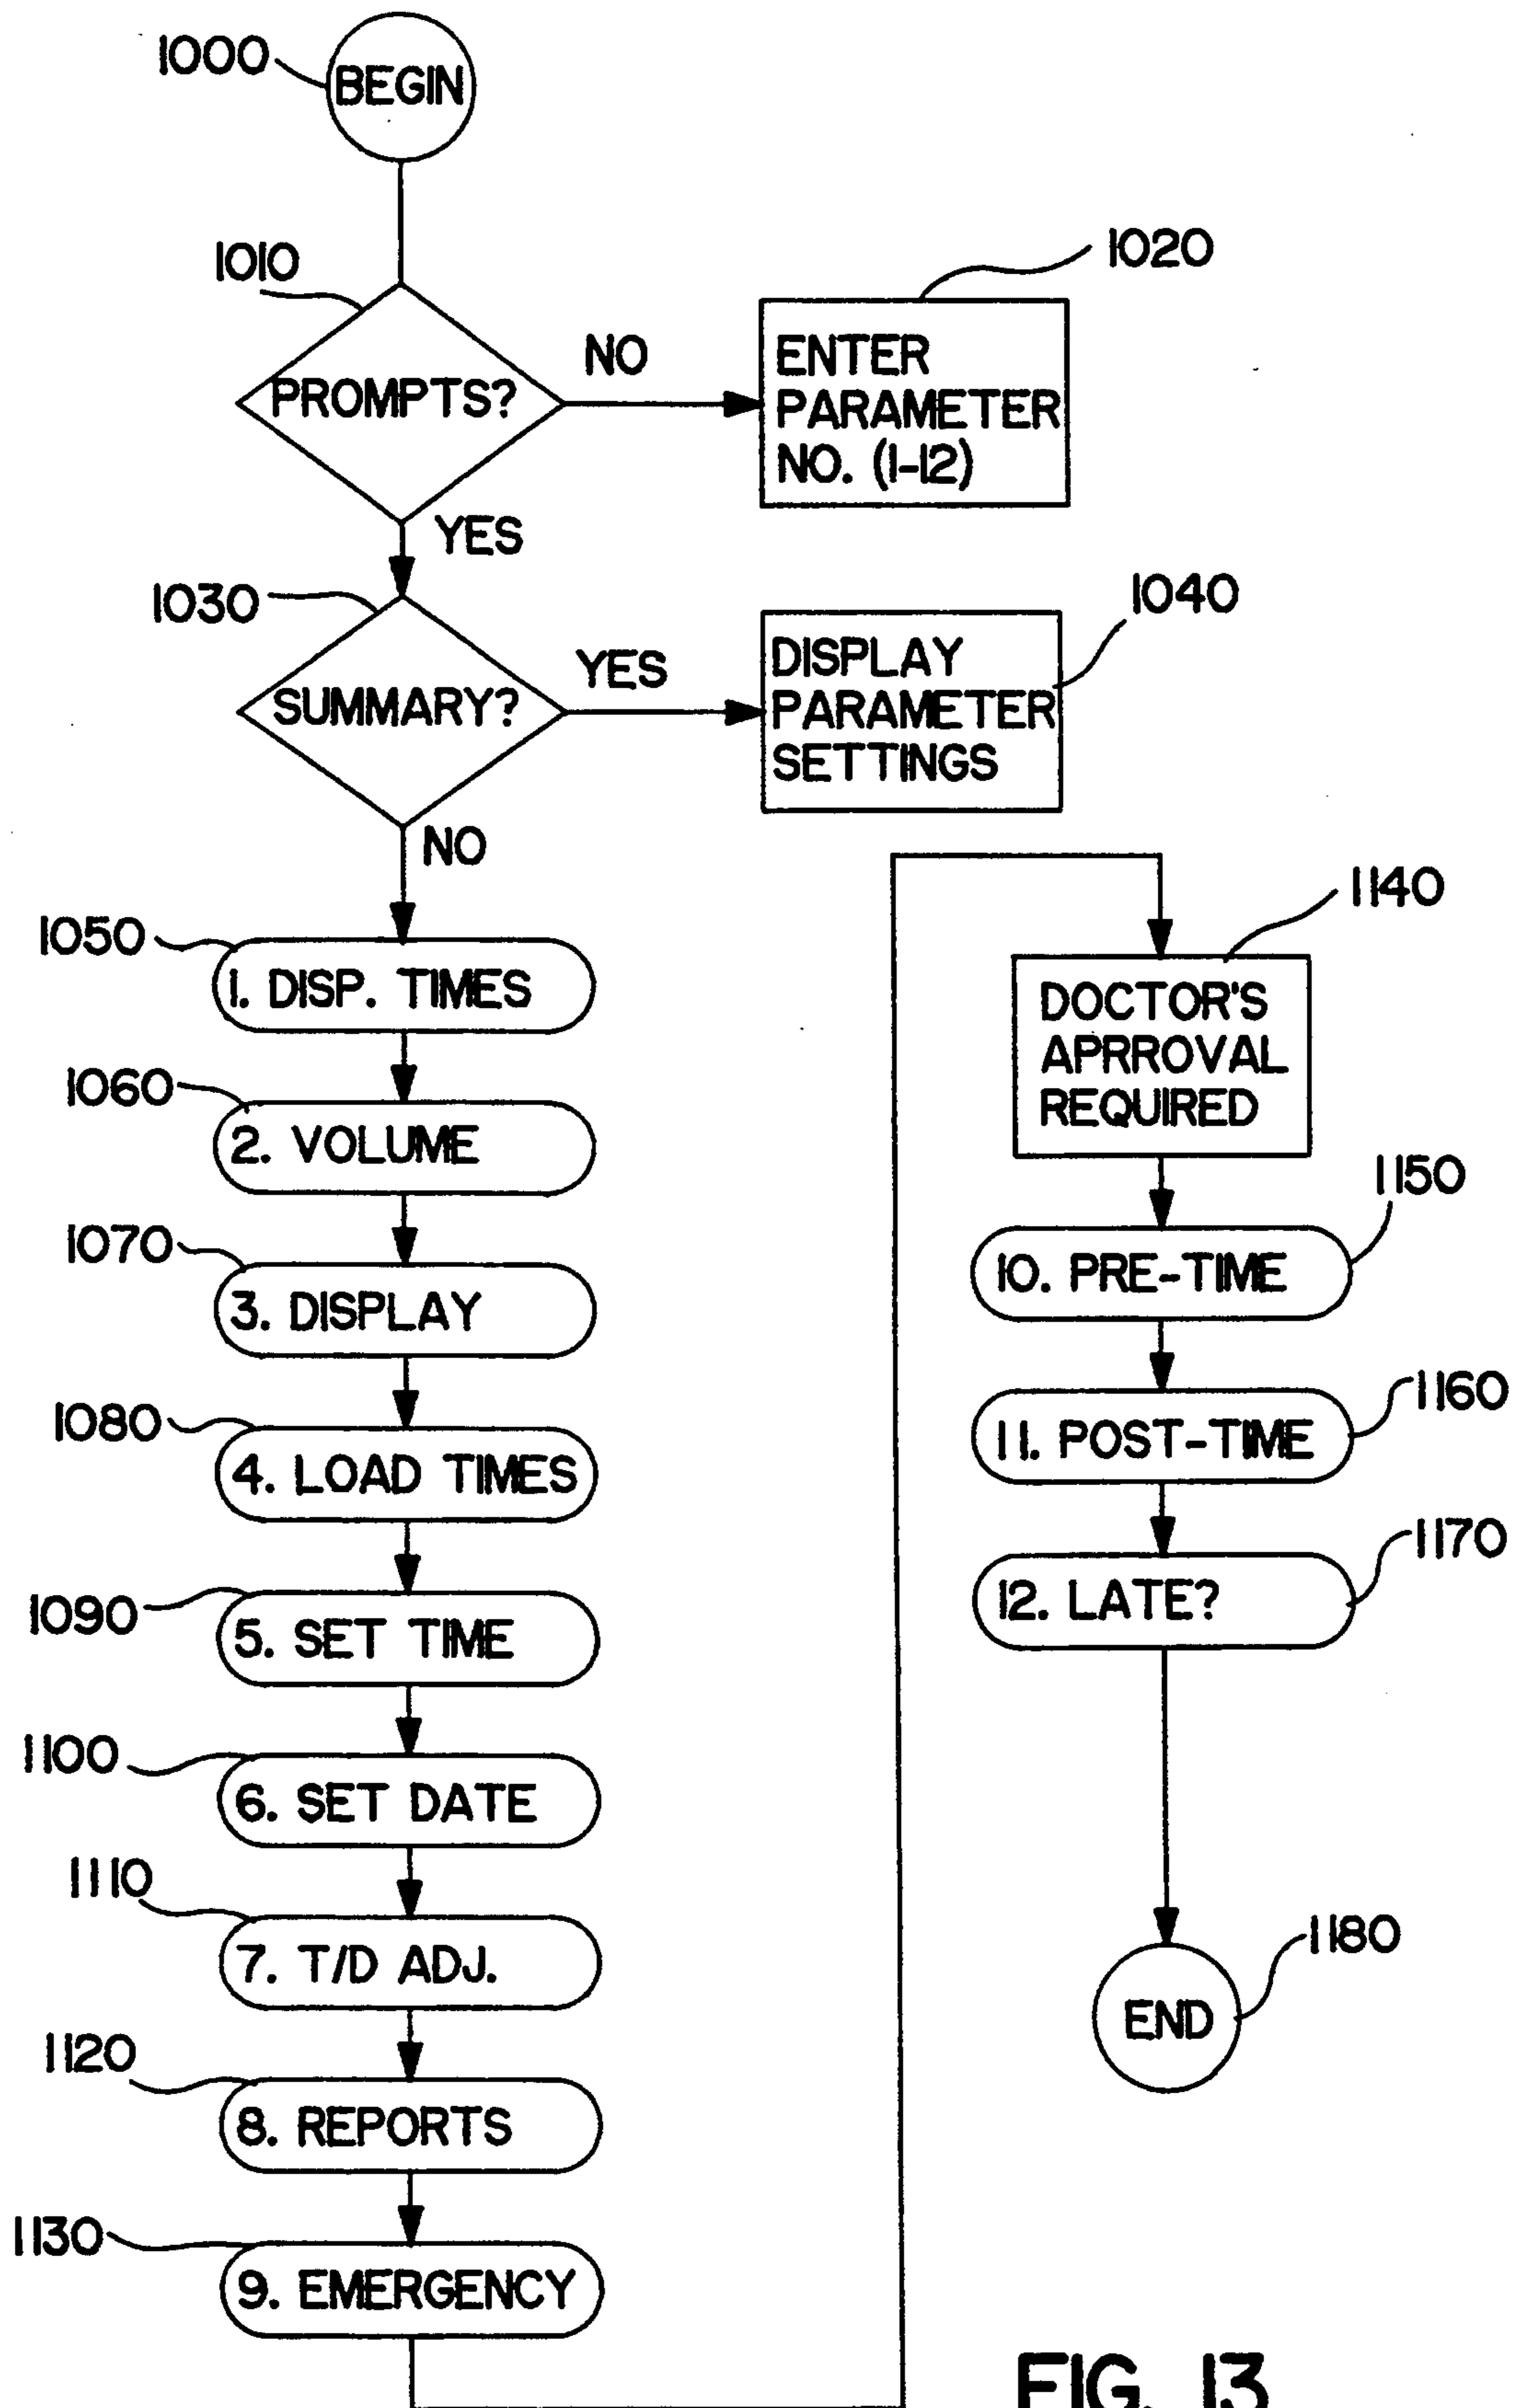 1000
BEGIN
1010
PROMPTS?
NO
1020
ENTER
PARAMETER
NO. (1-12)
YES
1030
SUMMARY?
YES
1040
DISPLAY
PARAMETER
SETTINGS
NO
1050
1. DISP. TIMES
1060
2. VOLUME
1070
3. DISPLAY
1080
4. LOAD TIMES
1090
5. SET TIME
1100
6. SET DATE
1110
7. T/D ADJ.
1120
8. REPORTS
1130
9. EMERGENCY
1140
DOCTOR'S
APRROVAL
REQUIRED
1150
10. PRE-TIME
1160
11. POST-TIME
1170
12. LATE?
1180
END
FIG. 13